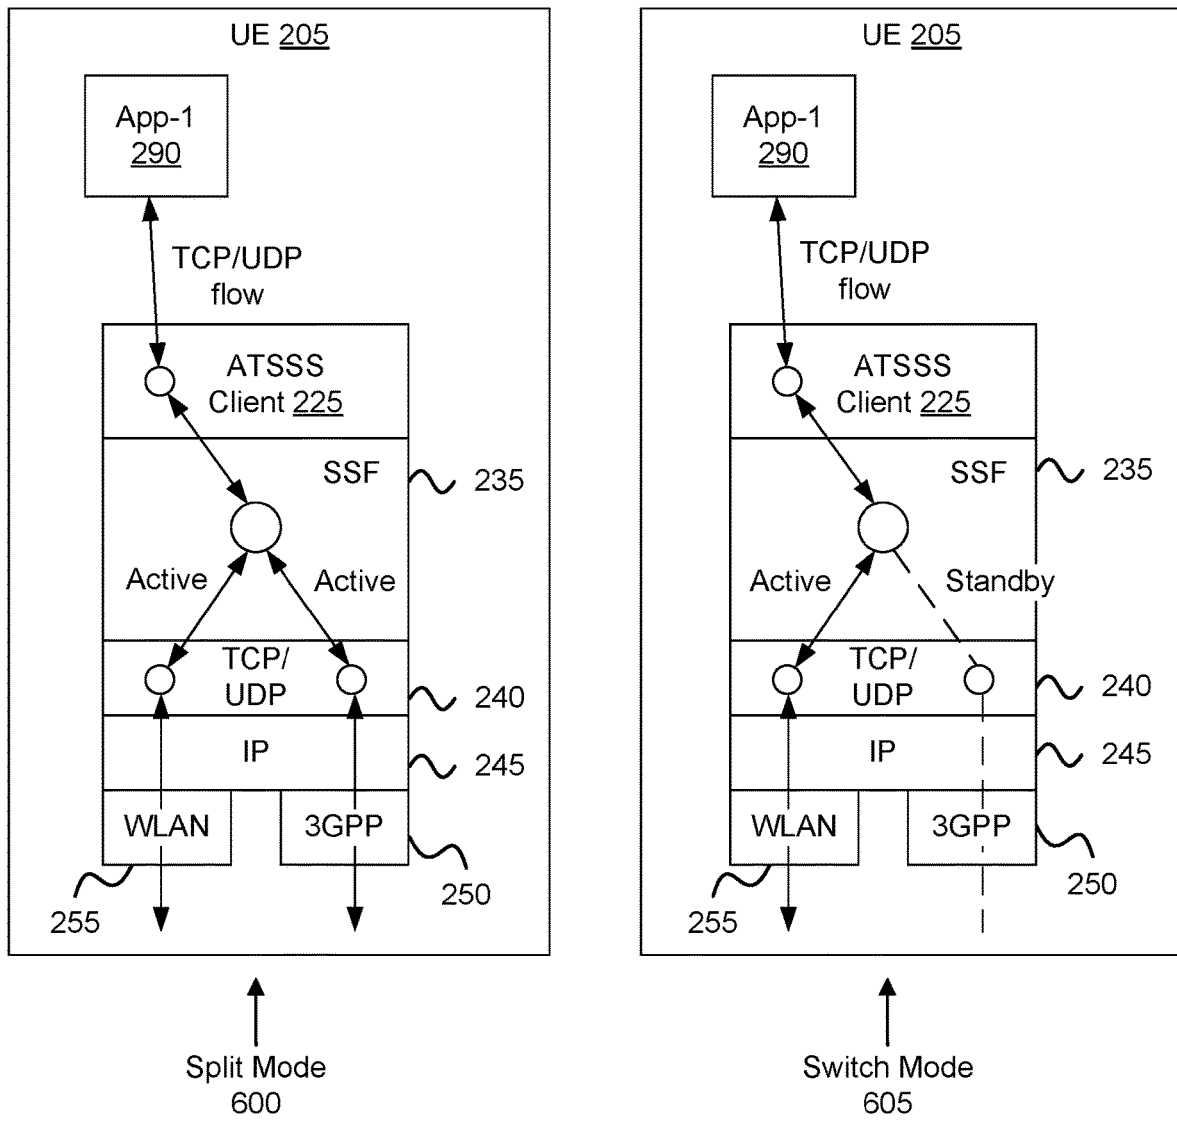 UE 205
App-1
290
TCP/UDP
flow
ATSSS
Client 225
SSF
235
Active
Active
TCP/
UDP
240
IP
245
WLAN
3GPP
250
255
Split Mode
600
UE 205
App-1
290
TCP/UDP
flow
ATSSS
Client 225
SSF
235
Active
Standby
TCP/
UDP
240
IP
245
WLAN
3GPP
250
255
Switch Mode
605